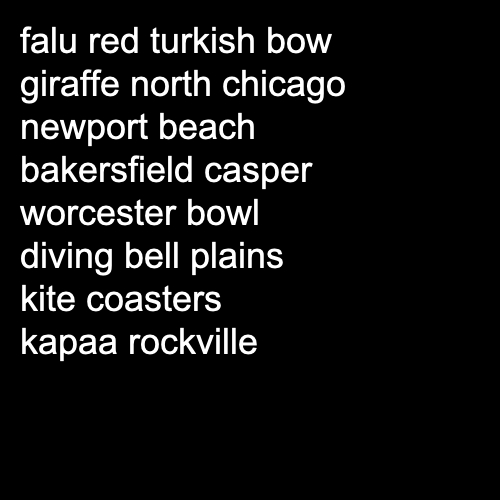 falu red turkish bow
giraffe north chicago
newport beach
bakersfield casper
worcester bowl
diving bell plains
kite coasters
kapaa rockville